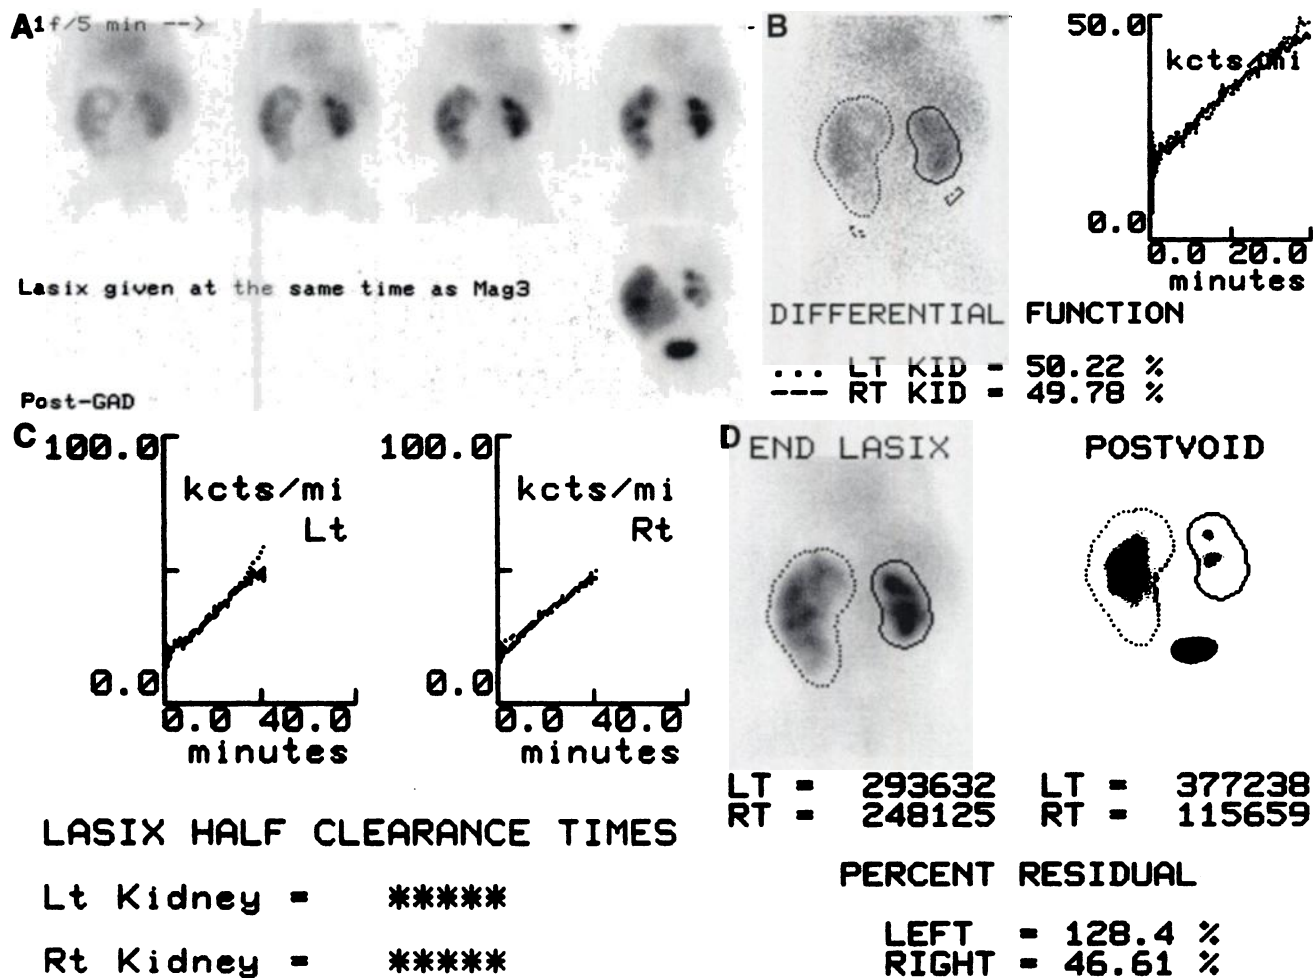 A1f/5 min -->
Lasix given at the same time as Mag3
Post-GAD
B
50.0
kcts/mi
0.0
0.0 20.0
minutes
DIFFERENTIAL FUNCTION
... LT KID = 50.22 %
--- RT KID = 49.78 %
C
100.0
kcts/mi
Lt
0.0
0.0 40.0
minutes
100.0
kcts/mi
Rt
0.0
0.0 40.0
minutes
LASIX HALF CLEARANCE TIMES
Lt Kidney = *****
Rt Kidney = *****
D
END LASIX
POSTVOID
LT = 293632 LT = 377238
RT = 248125 RT = 115659
PERCENT RESIDUAL
LEFT = 128.4 %
RIGHT = 46.61 %